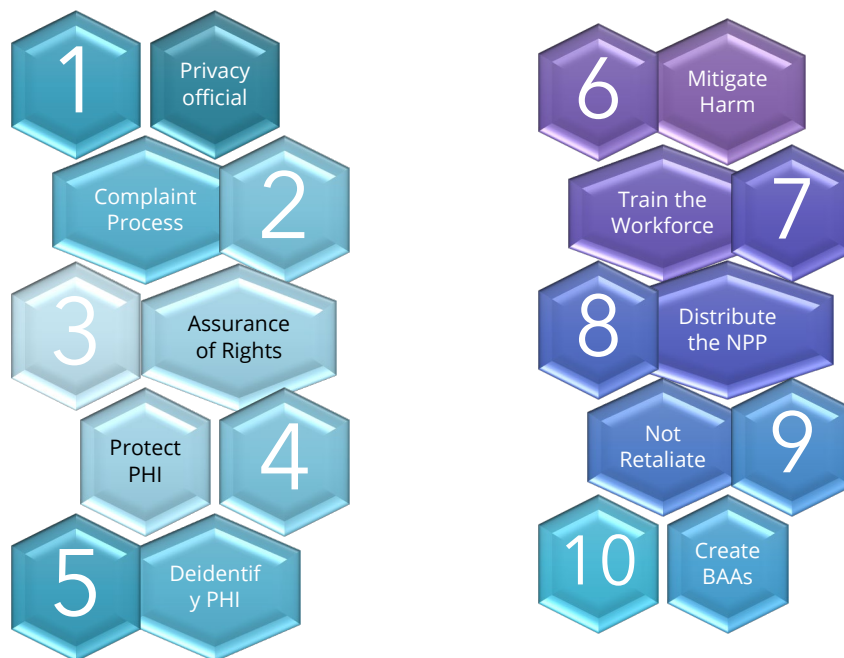 1
Privacy
official
Complaint
Process
2
3
Assurance
of Rights
Protect
PHI
4
5
Deidentif
y PHI
6
Mitigate
Harm
Train the
Workforce
7
8
Distribute
the NPP
Not
Retaliate
9
10
Create
BAAs